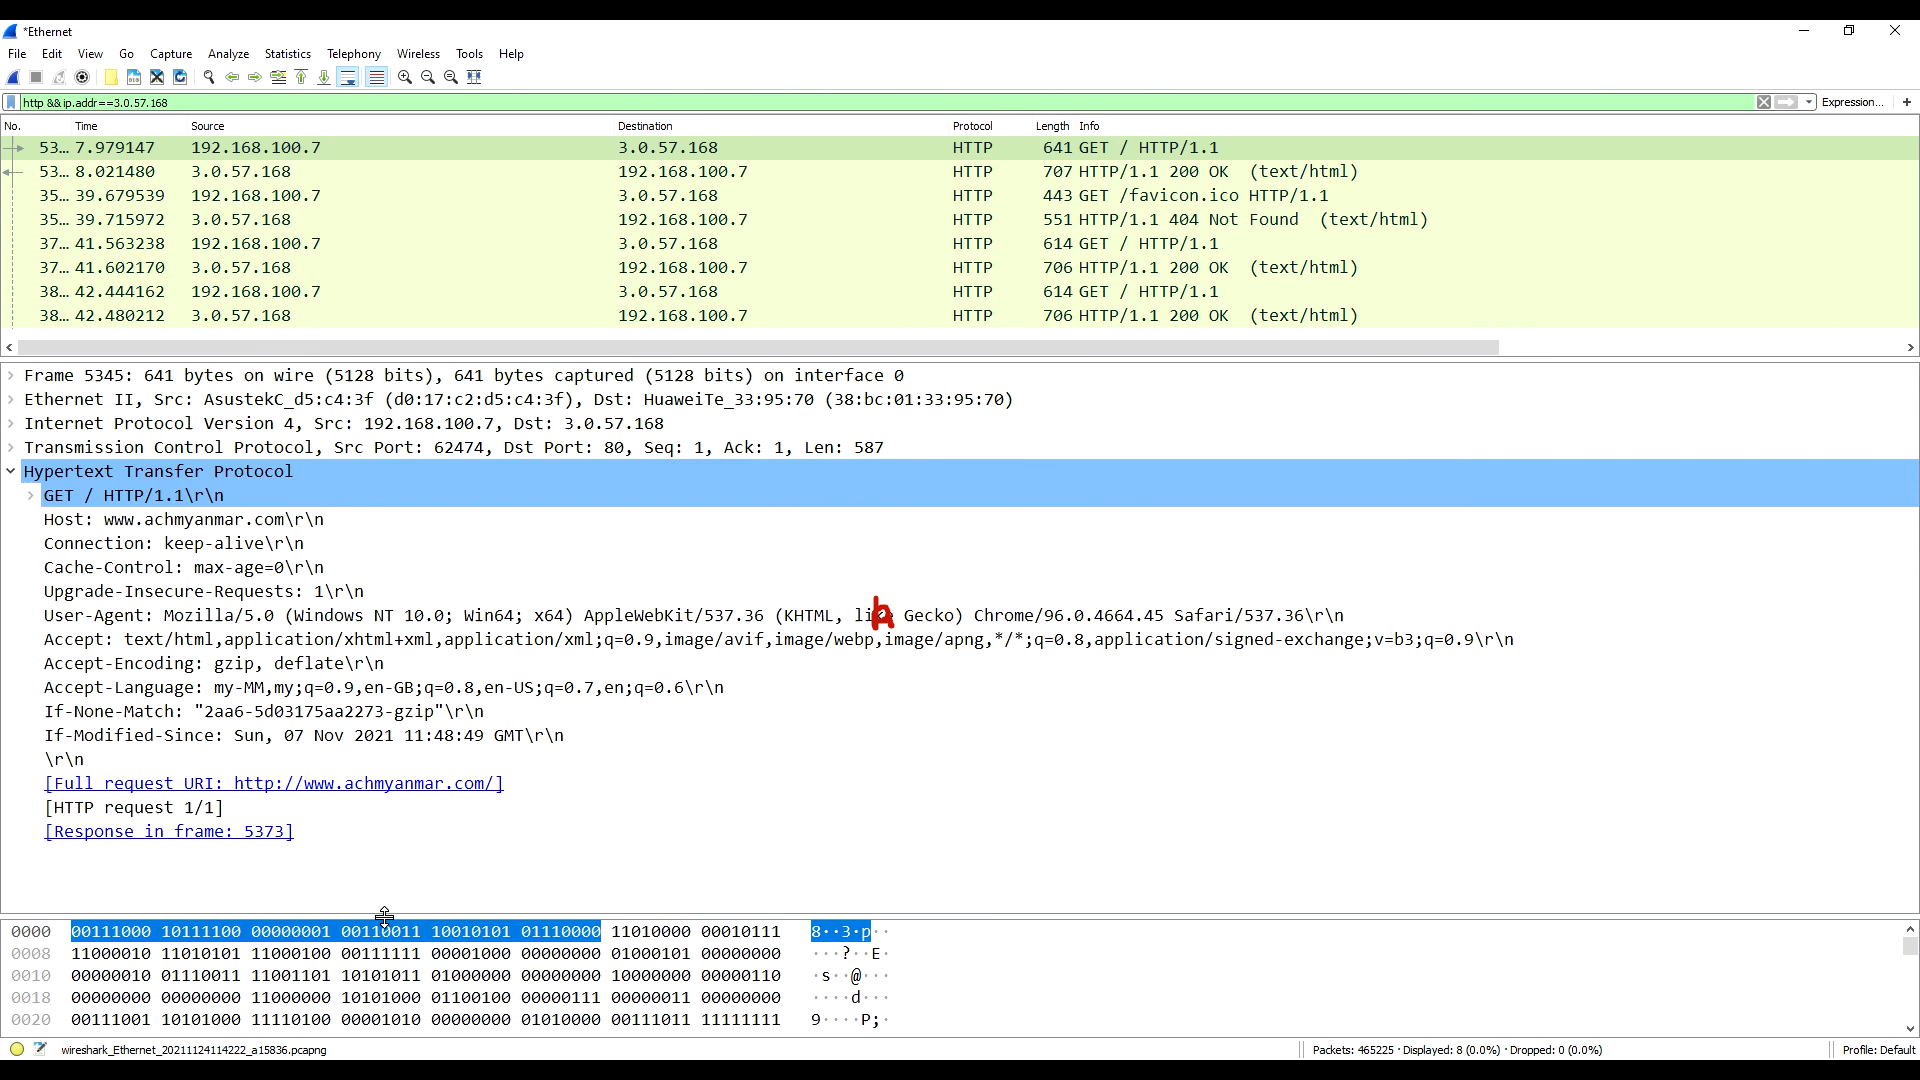 *Ethernet
File Edit View Go Capture Analyze Statistics Telephony Wireless Tools Help
http && ip.addr==3.0.57.168 Expression... +
No. Time Source Destination Protocol Length Info
53… 7.979147 192.168.100.7 3.0.57.168 HTTP 641 GET / HTTP/1.1
53… 8.021480 3.0.57.168 192.168.100.7 HTTP 707 HTTP/1.1 200 OK (text/html)
35… 39.679539 192.168.100.7 3.0.57.168 HTTP 443 GET /favicon.ico HTTP/1.1
35… 39.715972 3.0.57.168 192.168.100.7 HTTP 551 HTTP/1.1 404 Not Found (text/html)
37… 41.563238 192.168.100.7 3.0.57.168 HTTP 614 GET / HTTP/1.1
37… 41.602170 3.0.57.168 192.168.100.7 HTTP 706 HTTP/1.1 200 OK (text/html)
38… 42.444162 192.168.100.7 3.0.57.168 HTTP 614 GET / HTTP/1.1
38… 42.480212 3.0.57.168 192.168.100.7 HTTP 706 HTTP/1.1 200 OK (text/html)
Frame 5345: 641 bytes on wire (5128 bits), 641 bytes captured (5128 bits) on interface 0
Ethernet II, Src: AsustekC_d5:c4:3f (d0:17:c2:d5:c4:3f), Dst: HuaweiTe_33:95:70 (38:bc:01:33:95:70)
Internet Protocol Version 4, Src: 192.168.100.7, Dst: 3.0.57.168
Transmission Control Protocol, Src Port: 62474, Dst Port: 80, Seq: 1, Ack: 1, Len: 587
Hypertext Transfer Protocol
GET / HTTP/1.1\r\n
Host: www.achmyanmar.com\r\n
Connection: keep-alive\r\n
Cache-Control: max-age=0\r\n
Upgrade-Insecure-Requests: 1\r\n
User-Agent: Mozilla/5.0 (Windows NT 10.0; Win64; x64) AppleWebKit/537.36 (KHTML, Gecko) Chrome/96.0.4664.45 Safari/537.36\r\n
Accept: text/html,application/xhtml+xml,application/xml;q=0.9,image/avif,image/webp,image/apng,*/*;q=0.8,application/signed-exchange;v=b3;q=0.9\r\n
Accept-Encoding: gzip, deflate\r\n
Accept-Language: my-MM,my;q=0.9,en-GB;q=0.8,en-US;q=0.7,en;q=0.6\r\n
If-None-Match: "2aa6-5d03175aa2273-gzip"\r\n
If-Modified-Since: Sun, 07 Nov 2021 11:48:49 GMT\r\n
\r\n
[Full request URI: http://www.achmyanmar.com/]
[HTTP request 1/1]
[Response in frame: 5373]
0000 00111000 10111100 00000001 00110011 10010101 01110000 11010000 00010111 8··3·p··
0008 11000010 11010101 11000100 00111111 00001000 00000000 01000101 00000000 ···?··E·
0010 00000010 01110011 11001101 10101011 01000000 00000000 10000000 00000110 ·s··@···
0018 00000000 00000000 11000000 10101000 01100100 00000111 00000011 00000000 ····d···
0020 00111001 10101000 11110100 00001010 00000000 01010000 00111011 11111111 9····P;·
wireshark_Ethernet_20211124114222_a15836.pcapng Packets: 465225 · Displayed: 8 (0.0%) · Dropped: 0 (0.0%) Profile: Default